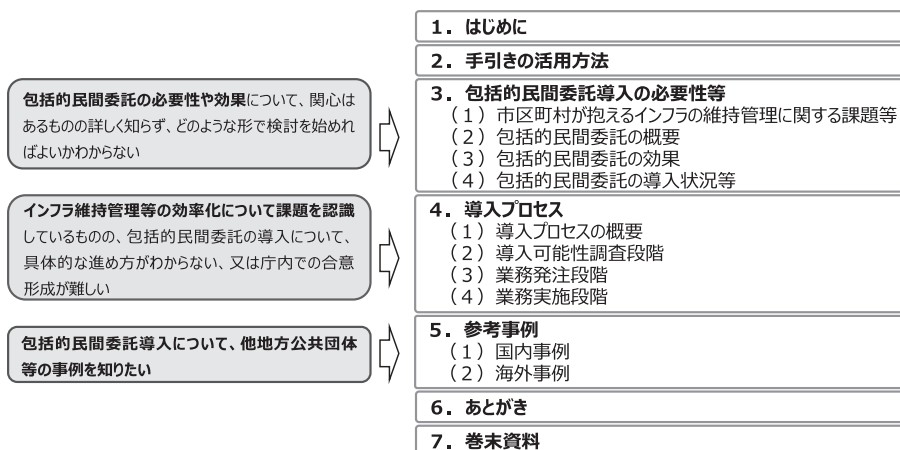 1．はじめに
2．手引きの活用方法
包括的民間委託の必要性や効果について、関心は
あるものの詳しく知らず、どのような形で検討を始めれ
ばよいかわからない
3．包括的民間委託導入の必要性等
（1）市区町村が抱えるインフラの維持管理に関する課題等
（2）包括的民間委託の概要
（3）包括的民間委託の効果
（4）包括的民間委託の導入状況等
インフラ維持管理等の効率化について課題を認識
しているものの、包括的民間委託の導入について、
具体的な進め方がわからない、又は庁内での合意
形成が難しい
4．導入プロセス
（1）導入プロセスの概要
（2）導入可能性調査段階
（3）業務発注段階
（4）業務実施段階
包括的民間委託導入について、他地方公共団体
等の事例を知りたい
5．参考事例
（1）国内事例
（2）海外事例
6．あとがき
7．巻末資料